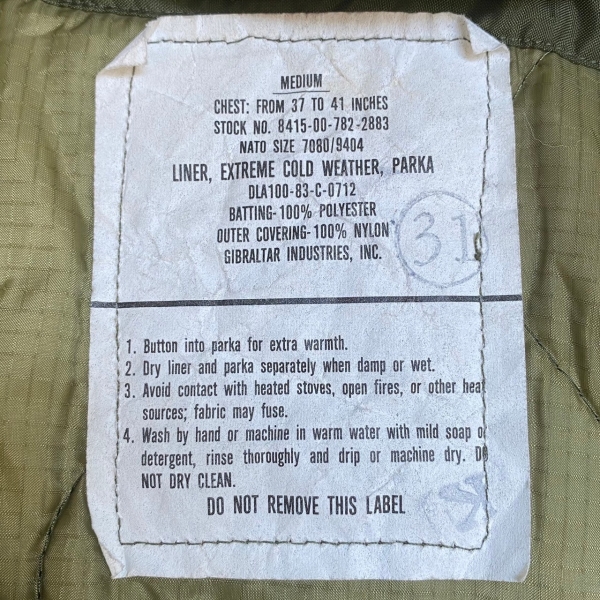 MEDIUM
CHEST: FROM 37 TO 41 INCHES
STOCK NO. 8415-00-782-2883
NATO SIZE 7080/9404
LINER, EXTREME COLD WEATHER, PARKA
DLA100-83-C-0712
BATTING-100% POLYESTER
OUTER COVERING-100% NYLON
GIBRALTAR INDUSTRIES, INC.
31
1. Button into parka for extra warmth.
2. Dry liner and parka separately when damp or wet.
3. Avoid contact with heated stoves, open fires, or other heat
sources; fabric may fuse.
4. Wash by hand or machine in warm water with mild soap or
detergent, rinse thoroughly and drip or machine dry. DO
NOT DRY CLEAN.
DO NOT REMOVE THIS LABEL